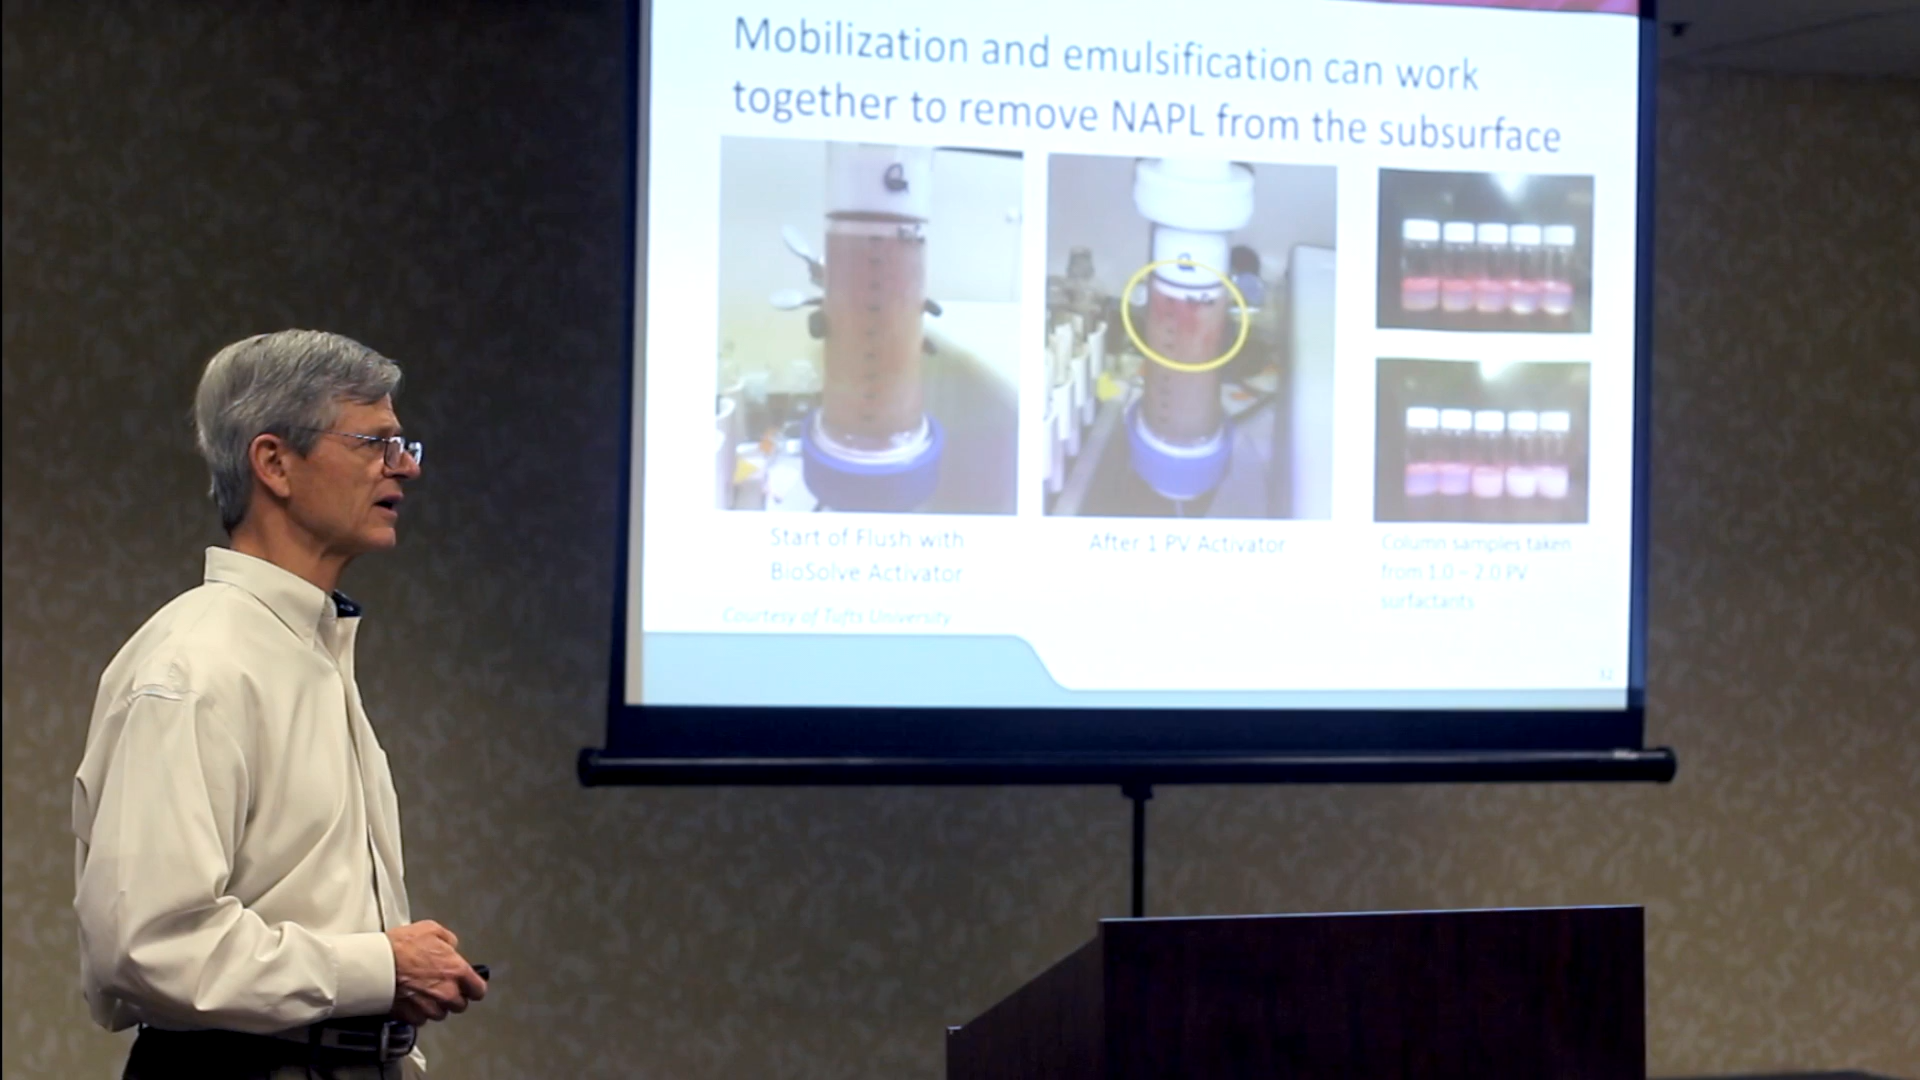 Mobilization and emulsification can work
together to remove NAPL from the subsurface
Start of Flush with
BioSolve Activator
After 1 PV Activator
Column samples taken
from 1.0 – 2.0 PV
surfactants
Courtesy of Tufts University
12